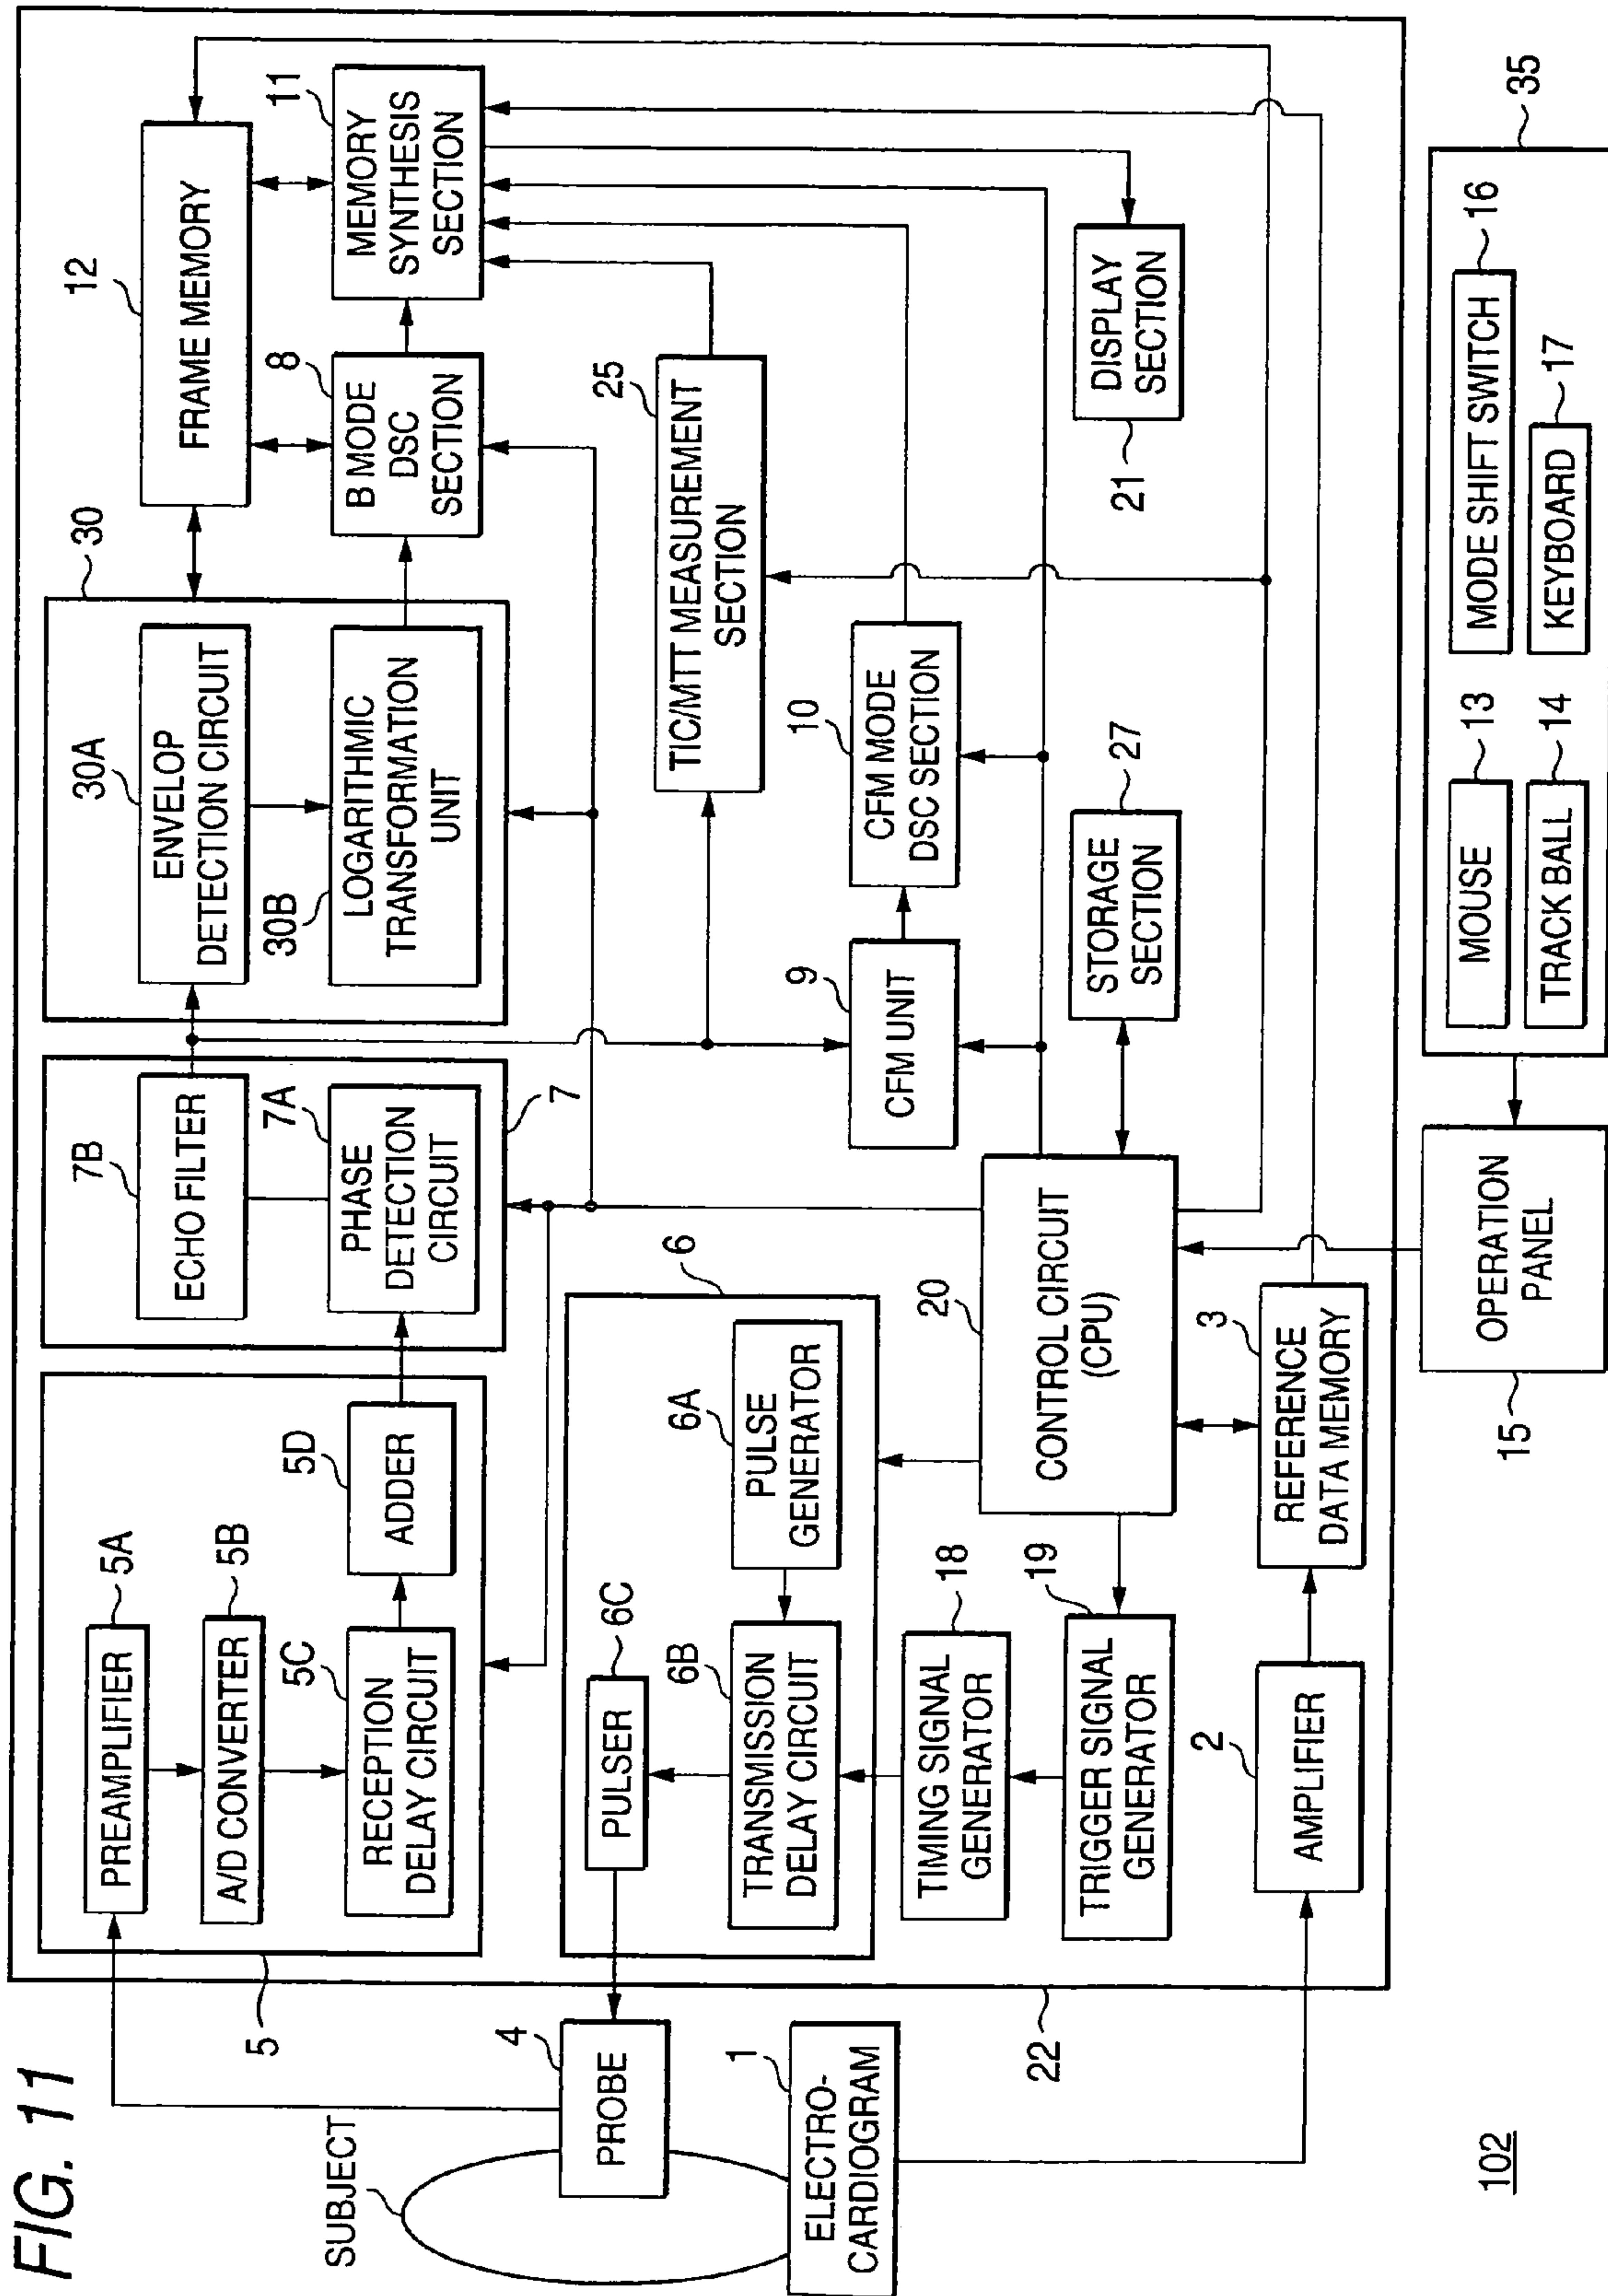 FIG. 11
SUBJECT
4
PROBE
1
ELECTRO-
CARDIOGRAM
5
5A
PREAMPLIFIER
5B
A/D CONVERTER
5C
RECEPTION
DELAY CIRCUIT
5D
ADDER
7B
ECHO FILTER
7A
PHASE
DETECTION
CIRCUIT
7
30
30A
ENVELOP
DETECTION CIRCUIT
30B
LOGARITHMIC
TRANSFORMATION
UNIT
12
FRAME MEMORY
8
B MODE
DSC
SECTION
11
MEMORY
SYNTHESIS
SECTION
6
6C
PULSER
6B
TRANSMISSION
DELAY CIRCUIT
6A
PULSE
GENERATOR
25
TIC/MTT MEASUREMENT
SECTION
9
CFM UNIT
10
CFM MODE
DSC SECTION
18
TIMING SIGNAL
GENERATOR
19
TRIGGER SIGNAL
GENERATOR
20
CONTROL CIRCUIT
(CPU)
27
STORAGE
SECTION
21
DISPLAY
SECTION
22
2
AMPLIFIER
3
REFERENCE
DATA MEMORY
15
OPERATION
PANEL
35
MOUSE
13
MODE SHIFT SWITCH
16
TRACK BALL
14
KEYBOARD
17
102